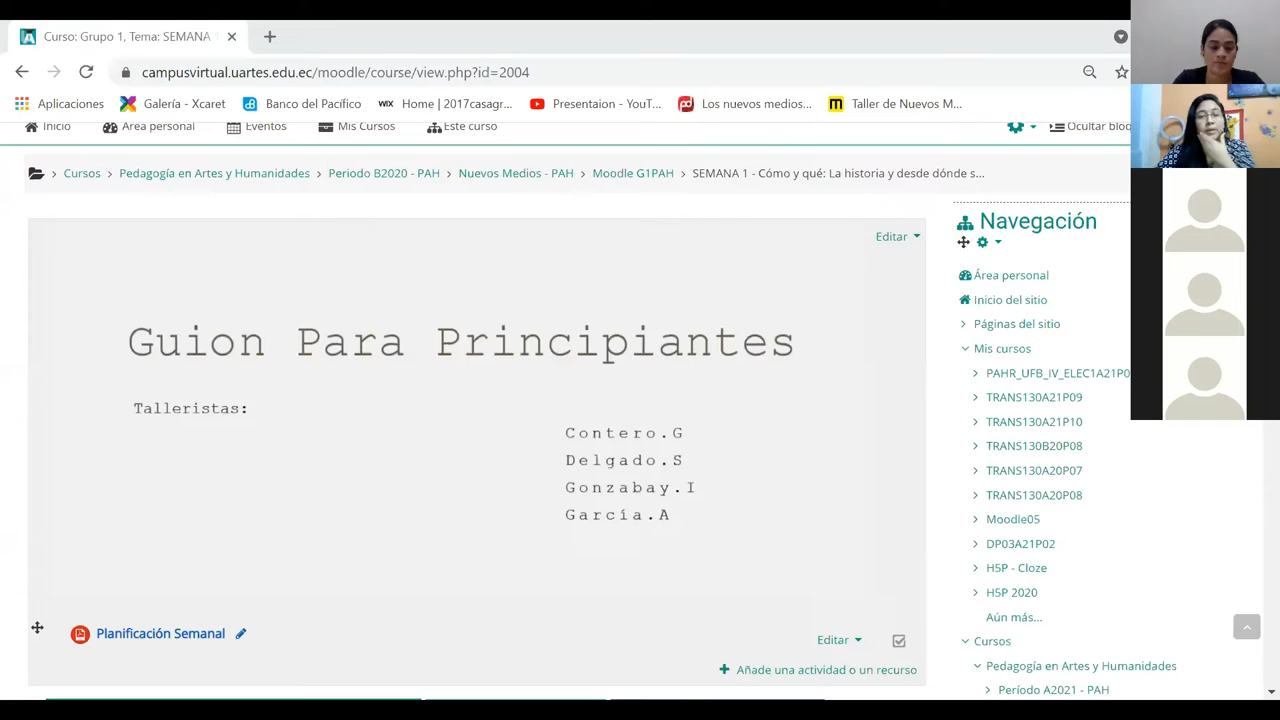 Curso: Grupo 1, Tema: SEMANA
campusvirtual.uartes.edu.ec/moodle/course/view.php?id=2004
Aplicaciones
Galería - Xcaret
Banco del Pacífico
WIX Home | 2017casagr...
Presentaion - YouT...
Los nuevos medios...
Taller de Nuevos M...
Inicio
Área personal
Eventos
Mis Cursos
Este curso
Ocultar bloq
Cursos
Pedagogía en Artes y Humanidades
Periodo B2020 - PAH
Nuevos Medios - PAH
Moodle G1PAH
SEMANA 1 - Cómo y qué: La historia y desde dónde s...
Editar
Guion Para Principiantes
Talleristas:
Contero.G
Delgado.S
Gonzabay.I
García.A
Planificación Semanal
Editar
Añade una actividad o un recurso
Navegación
Área personal
Inicio del sitio
Páginas del sitio
Mis cursos
PAHR_UFB_IV_ELEC1A21P0
TRANS130A21P09
TRANS130A21P10
TRANS130B20P08
TRANS130A20P07
TRANS130A20P08
Moodle05
DP03A21P02
H5P - Cloze
H5P 2020
Aún más...
Cursos
Pedagogía en Artes y Humanidades
Período A2021 - PAH